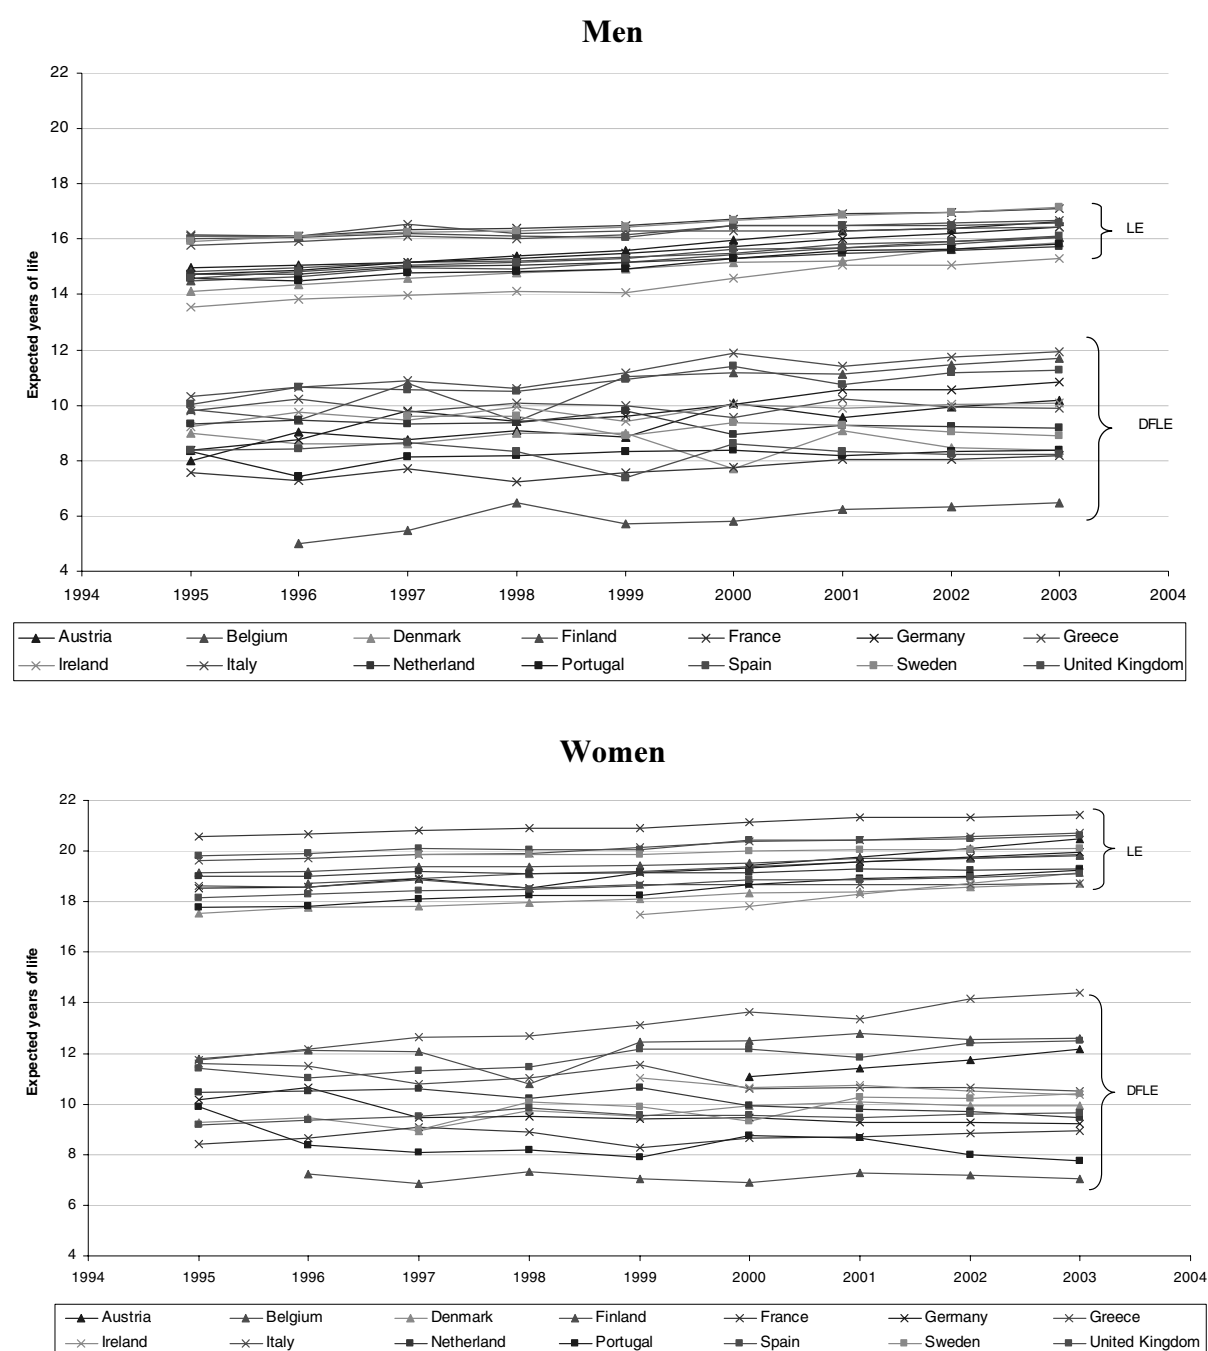 Men
22
20
18
16
14
12
10
8
6
4
Expected years of life
LE
DFLE
1994 1995 1996 1997 1998 1999 2000 2001 2002 2003 2004
Austria Belgium Denmark Finland France Germany Greece
Ireland Italy Netherland Portugal Spain Sweden United Kingdom
Women
22
20
18
16
14
12
10
8
6
4
Expected years of life
LE
DFLE
1994 1995 1996 1997 1998 1999 2000 2001 2002 2003 2004
Austria Belgium Denmark Finland France Germany Greece
Ireland Italy Netherland Portugal Spain Sweden United Kingdom